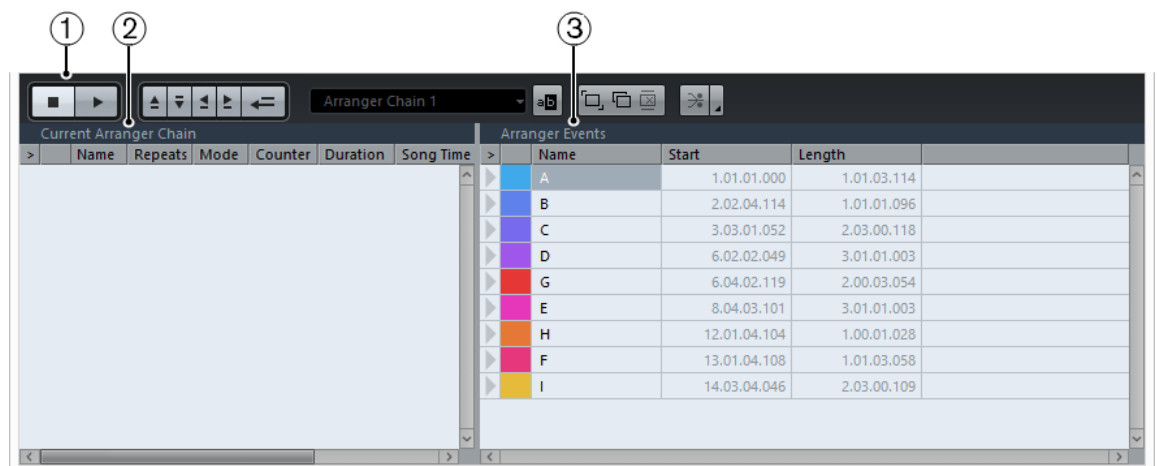 1 2 3
Arranger Chain 1 ab
Current Arranger Chain Arranger Events
> Name Repeats Mode Counter Duration Song Time > Name Start Length
A 1.01.01.000 1.01.03.114
B 2.02.04.114 1.01.01.096
C 3.03.01.052 2.03.00.118
D 6.02.02.049 3.01.01.003
G 6.04.02.119 2.00.03.054
E 8.04.03.101 3.01.01.003
H 12.01.04.104 1.00.01.028
F 13.01.04.108 1.01.03.058
I 14.03.04.046 2.03.00.109